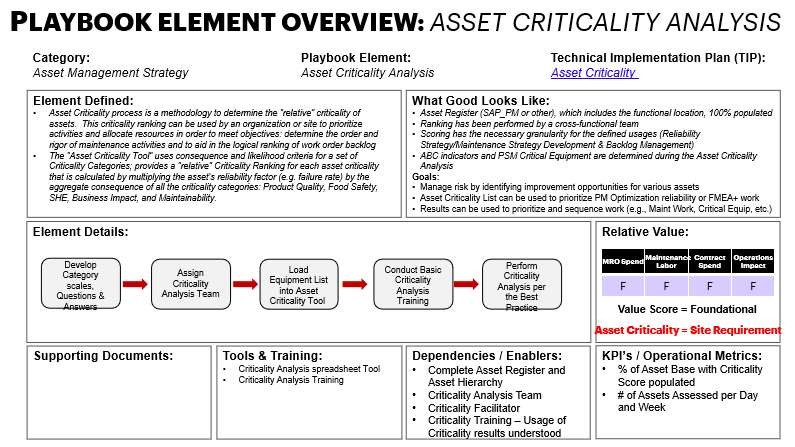 PLAYBOOK ELEMENT OVERVIEW: ASSET CRITICALITY ANALYSIS
Category:
Asset Management Strategy
Playbook Element:
Asset Criticality Analysis
Technical Implementation Plan (TIP):
Asset Criticality
Element Defined:
• Asset Criticality process is a methodology to determine the "relative" criticality of
assets. This criticality ranking can be used by an organization or site to prioritize
activities and allocate resources in order to meet objectives: determine the order and
rigor of maintenance activities and to aid in the logical ranking of work order backlog
• The "Asset Criticality Tool" uses consequence and likelihood criteria for a set of
Criticality Categories; provides a "relative" Criticality Ranking for each asset criticality
that is calculated by multiplying the asset's reliability factor (e.g. failure rate) by the
aggregate consequence of all the criticality categories: Product Quality, Food Safety,
SHE, Business Impact, and Maintainability.
What Good Looks Like:
• Asset Register (SAP_PM or other), which includes the functional location, 100% populated
• Ranking has been performed by a cross-functional team
• Scoring has the necessary granularity for the defined usages (Reliability
Strategy/Maintenance Strategy Development & Backlog Management)
• ABC indicators and PSM Critical Equipment are determined during the Asset Criticality
Analysis
Goals:
• Manage risk by identifying improvement opportunities for various assets
• Asset Criticality List can be used to prioritize PM Optimization reliability or FMEA+ work
• Results can be used to prioritize and sequence work (e.g., Maint Work, Critical Equip, etc.)
Element Details:
Develop
Category
scales,
Questions &
Answers
Assign
Criticality
Analysis Team
Load
Equipment List
into Asset
Criticality Tool
Conduct Basic
Criticality
Analysis
Training
Perform
Criticality
Analysis per
the Best
Practice
Relative Value:
MRO Spend
Maintenance
Labor
Contract
Spend
Operations
Impact
F F F F
Value Score = Foundational
Asset Criticality = Site Requirement
Supporting Documents:
Tools & Training:
• Criticality Analysis spreadsheet Tool
• Criticality Analysis Training
Dependencies / Enablers:
• Complete Asset Register and
Asset Hierarchy
• Criticality Analysis Team
• Criticality Facilitator
• Criticality Training – Usage of
Criticality results understood
KPI's / Operational Metrics:
• % of Asset Base with Criticality
Score populated
• # of Assets Assessed per Day
and Week